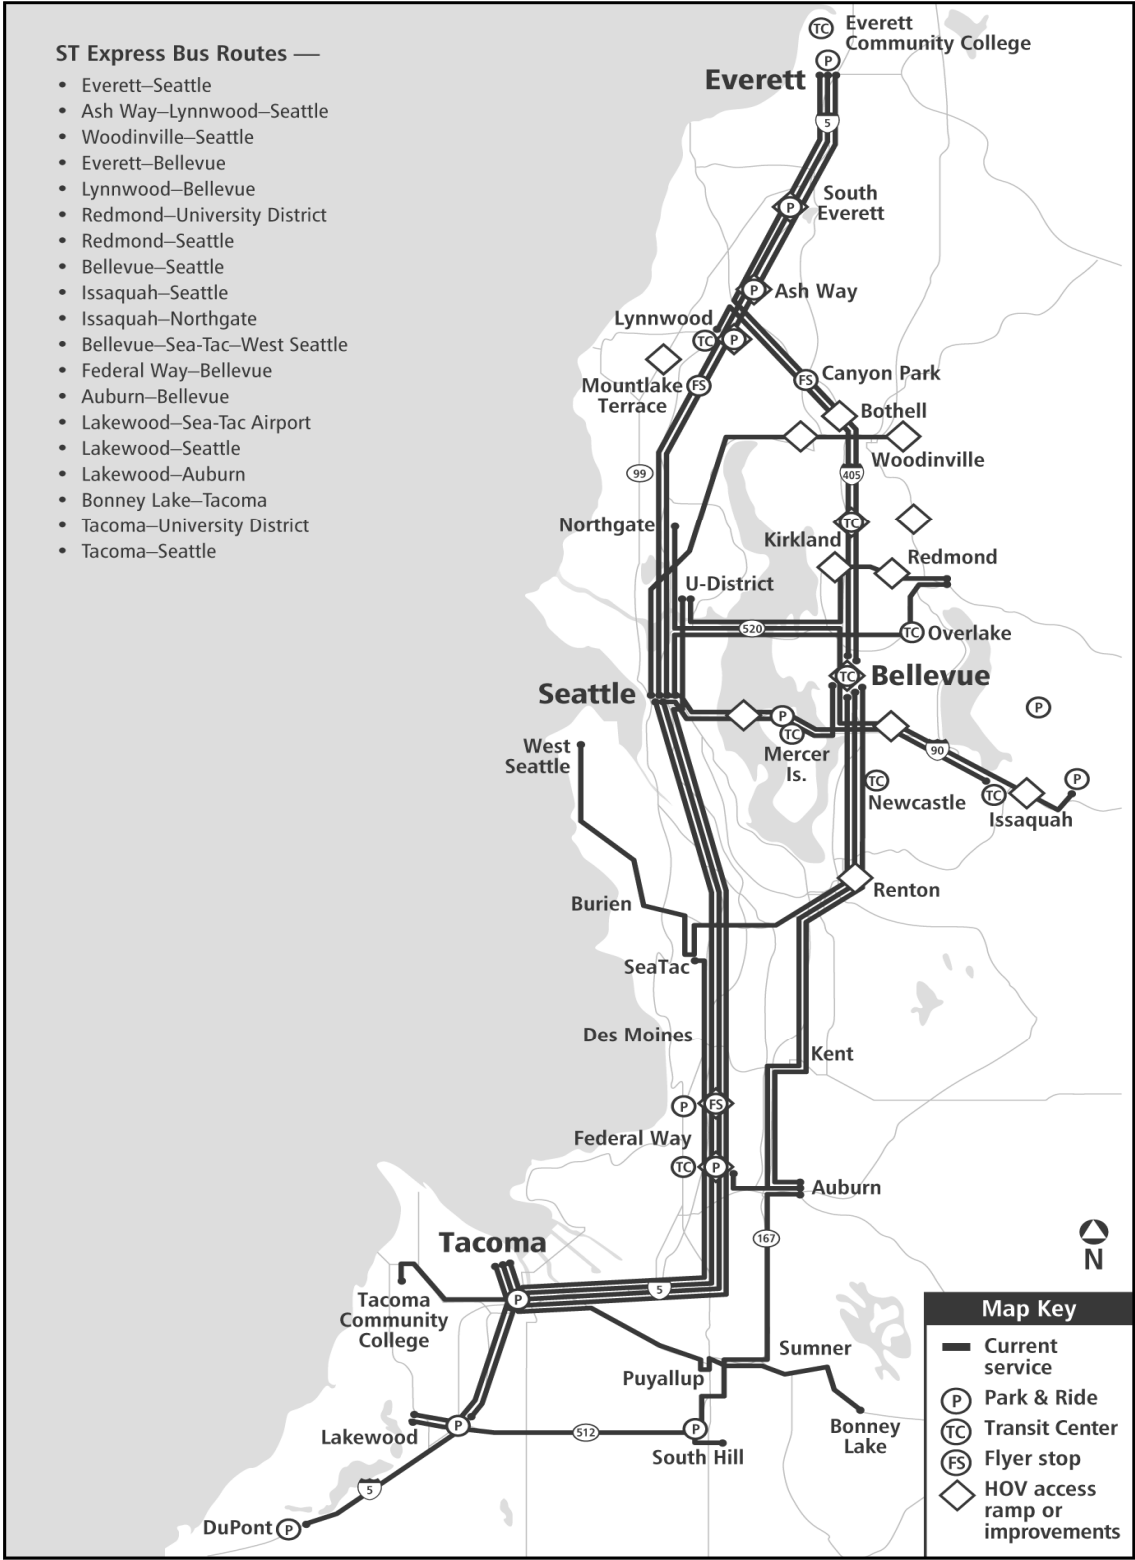 ST Express Bus Routes —
• Everett–Seattle
• Ash Way–Lynnwood–Seattle
• Woodinville–Seattle
• Everett–Bellevue
• Lynnwood–Bellevue
• Redmond–University District
• Redmond–Seattle
• Bellevue–Seattle
• Issaquah–Seattle
• Issaquah–Northgate
• Bellevue–Sea-Tac–West Seattle
• Federal Way–Bellevue
• Auburn–Bellevue
• Lakewood–Sea-Tac Airport
• Lakewood–Seattle
• Lakewood–Auburn
• Bonney Lake–Tacoma
• Tacoma–University District
• Tacoma–Seattle
TC
Everett
Community College
P
Everett
5
South
Everett
P
P
Ash Way
Lynnwood
TC
P
Mountlake
Terrace
FS
FS
Canyon Park
Bothell
Woodinville
99
405
Northgate
TC
Kirkland
Redmond
U-District
520
TC
Overlake
Seattle
TC
Bellevue
P
West
Seattle
P
TC
Mercer
Is.
90
TC
Newcastle
TC
P
Issaquah
Burien
Renton
SeaTac
Des Moines
Kent
P
FS
Federal Way
TC
P
Auburn
167
Tacoma
5
P
Tacoma
Community
College
Sumner
Puyallup
Bonney
Lake
Lakewood
P
512
P
South Hill
5
DuPont
P
N
Map Key
Current
service
P
Park & Ride
TC
Transit Center
FS
Flyer stop
HOV access
ramp or
improvements